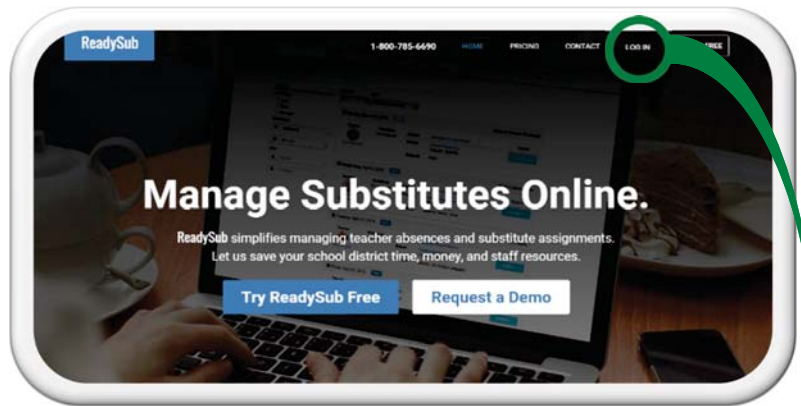 ReadySub
1-800-785-6690 HOME PRICING CONTACT LOG IN FREE
Manage Substitutes Online.
ReadySub simplifies managing teacher absences and substitute assignments.
Let us save your school district time, money, and staff resources.
Try ReadySub Free Request a Demo